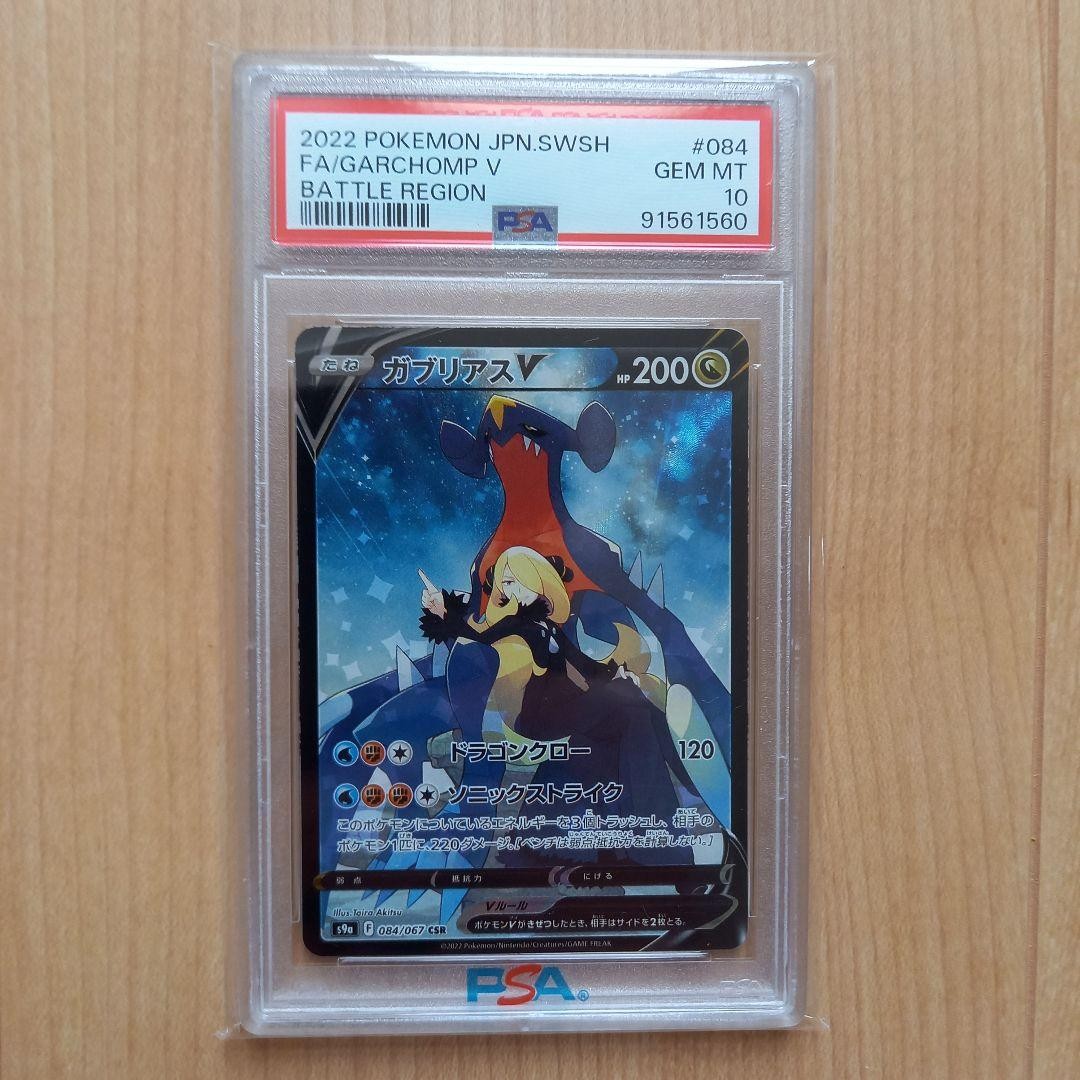 2022 POKEMON JPN.SWSH #084
FA/GARCHOMP V GEM MT
BATTLE REGION 10
PSA 91561560
たね ガブリアスV HP 200
ドラゴンクロー 120
ソニックストライク
このポケモンについているエネルギーを3個トラッシュし、相手の
ポケモン1匹に、220ダメージ。[ベンチは弱点・抵抗力を計算しない。]
弱点 抵抗力 にげる
Illus. Taira Akitsu
Vルール
ポケモンVがきぜつしたとき、相手はサイドを2枚とる。
s9a F 084/067 CSR
©2022 Pokémon/Nintendo/Creatures/GAME FREAK
PSA®